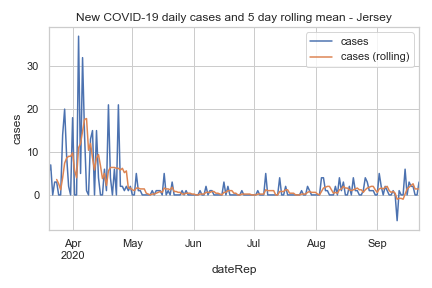 New COVID-19 daily cases and 5 day rolling mean - Jersey
cases
cases (rolling)
30
20
10
0
cases
Apr
2020
May
Jun
Jul
Aug
Sep
dateRep